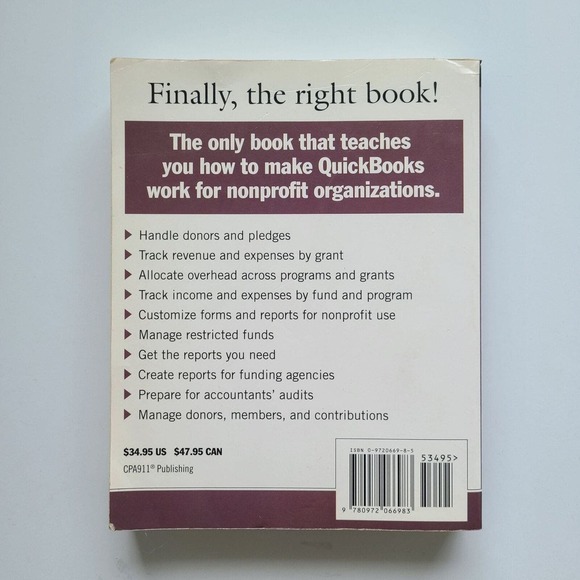 Finally, the right book!
The only book that teaches
you how to make QuickBooks
work for nonprofit organizations.
Handle donors and pledges
Track revenue and expenses by grant
Allocate overhead across programs and grants
Track income and expenses by fund and program
Customize forms and reports for nonprofit use
Manage restricted funds
Get the reports you need
Create reports for funding agencies
Prepare for accountants' audits
Manage donors, members, and contributions
$34.95 US $47.95 CAN
CPA911® Publishing
ISBN 0-9720669-8-5
53495>
9 780972 066983